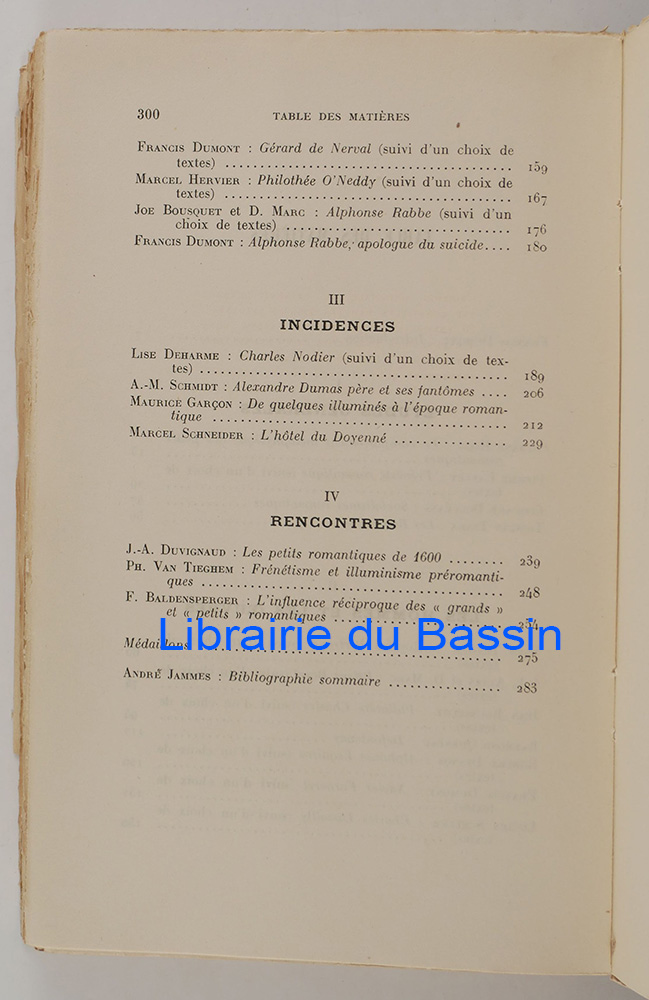 300 TABLE DES MATIÈRES
FRANCIS DUMONT : Gérard de Nerval (suivi d'un choix de
textes) ........................................ 159
MARCEL HERVIER : Philothée O'Neddy (suivi d'un choix de
textes) ........................................ 167
JOE BOUSQUET et D. MARC : Alphonse Rabbe (suivi d'un
choix de textes) ................................ 176
FRANCIS DUMONT : Alphonse Rabbe, apologue du suicide.... 180
III
INCIDENCES
LISE DEHARME : Charles Nodier (suivi d'un choix de tex-
tes) ........................................... 189
A.-M. SCHMIDT : Alexandre Dumas père et ses fantômes .... 206
MAURICE GARÇON : De quelques illuminés à l'époque roman-
tique .......................................... 212
MARCEL SCHNEIDER : L'hôtel du Doyenné ................ 229
IV
RENCONTRES
J.-A. DUVIGNAUD : Les petits romantiques de 1600 ........ 239
PH. VAN TIEGHEM : Frénétisme et illuminisme préromanti-
ques ........................................... 248
F. BALDENSPERGER : L'influence réciproque des « grands »
et « petits » romantiques ........................ 254
Librairie du Bassin
Médaillons ........................................ 275
ANDRÉ JAMMES : Bibliographie sommaire ................ 283